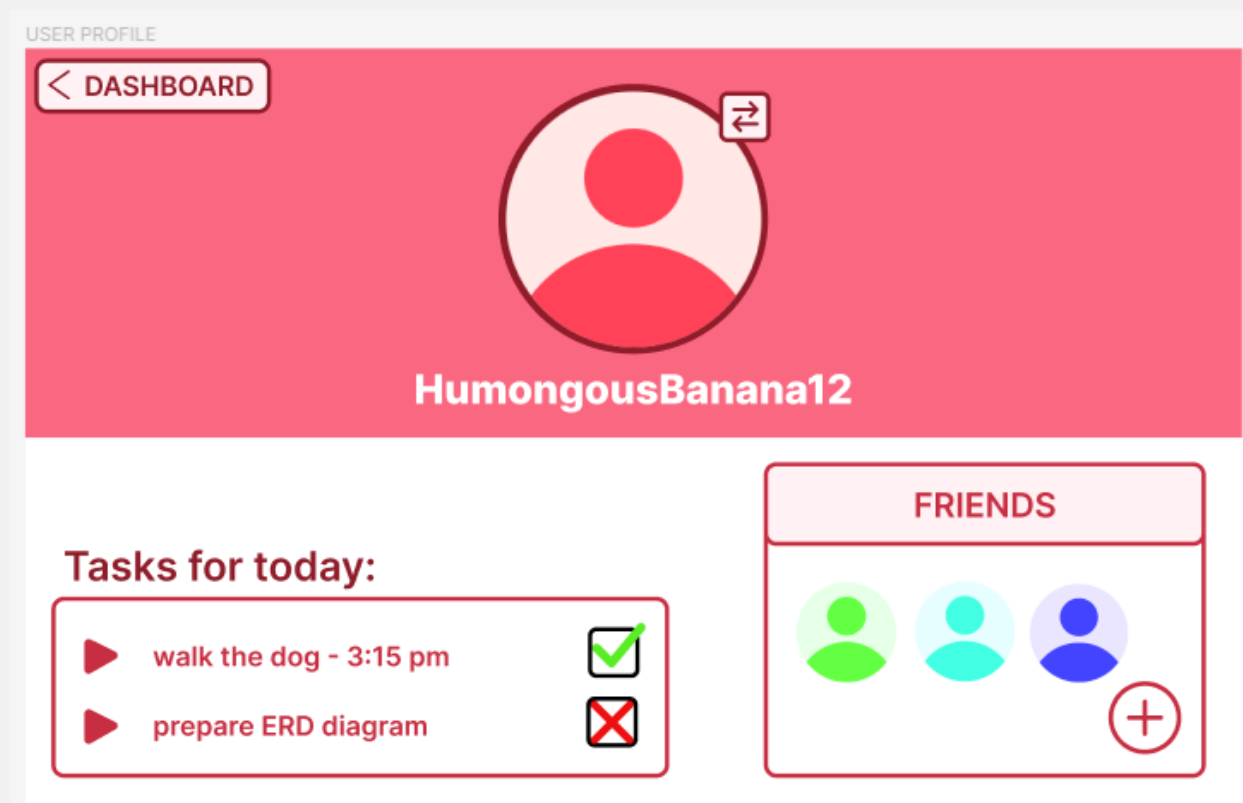 USER PROFILE
DASHBOARD
HumongousBanana12
FRIENDS
Tasks for today:
walk the dog - 3:15 pm
prepare ERD diagram